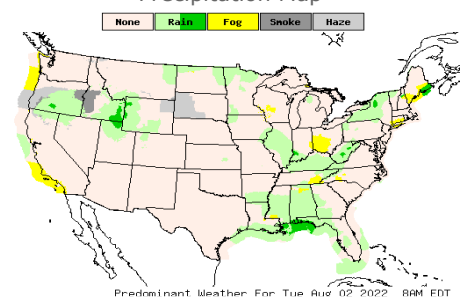 Precipitation Map
None Rain Fog Smoke Haze
Predominant Weather For Tue Aug 02 2022 8AM EDT